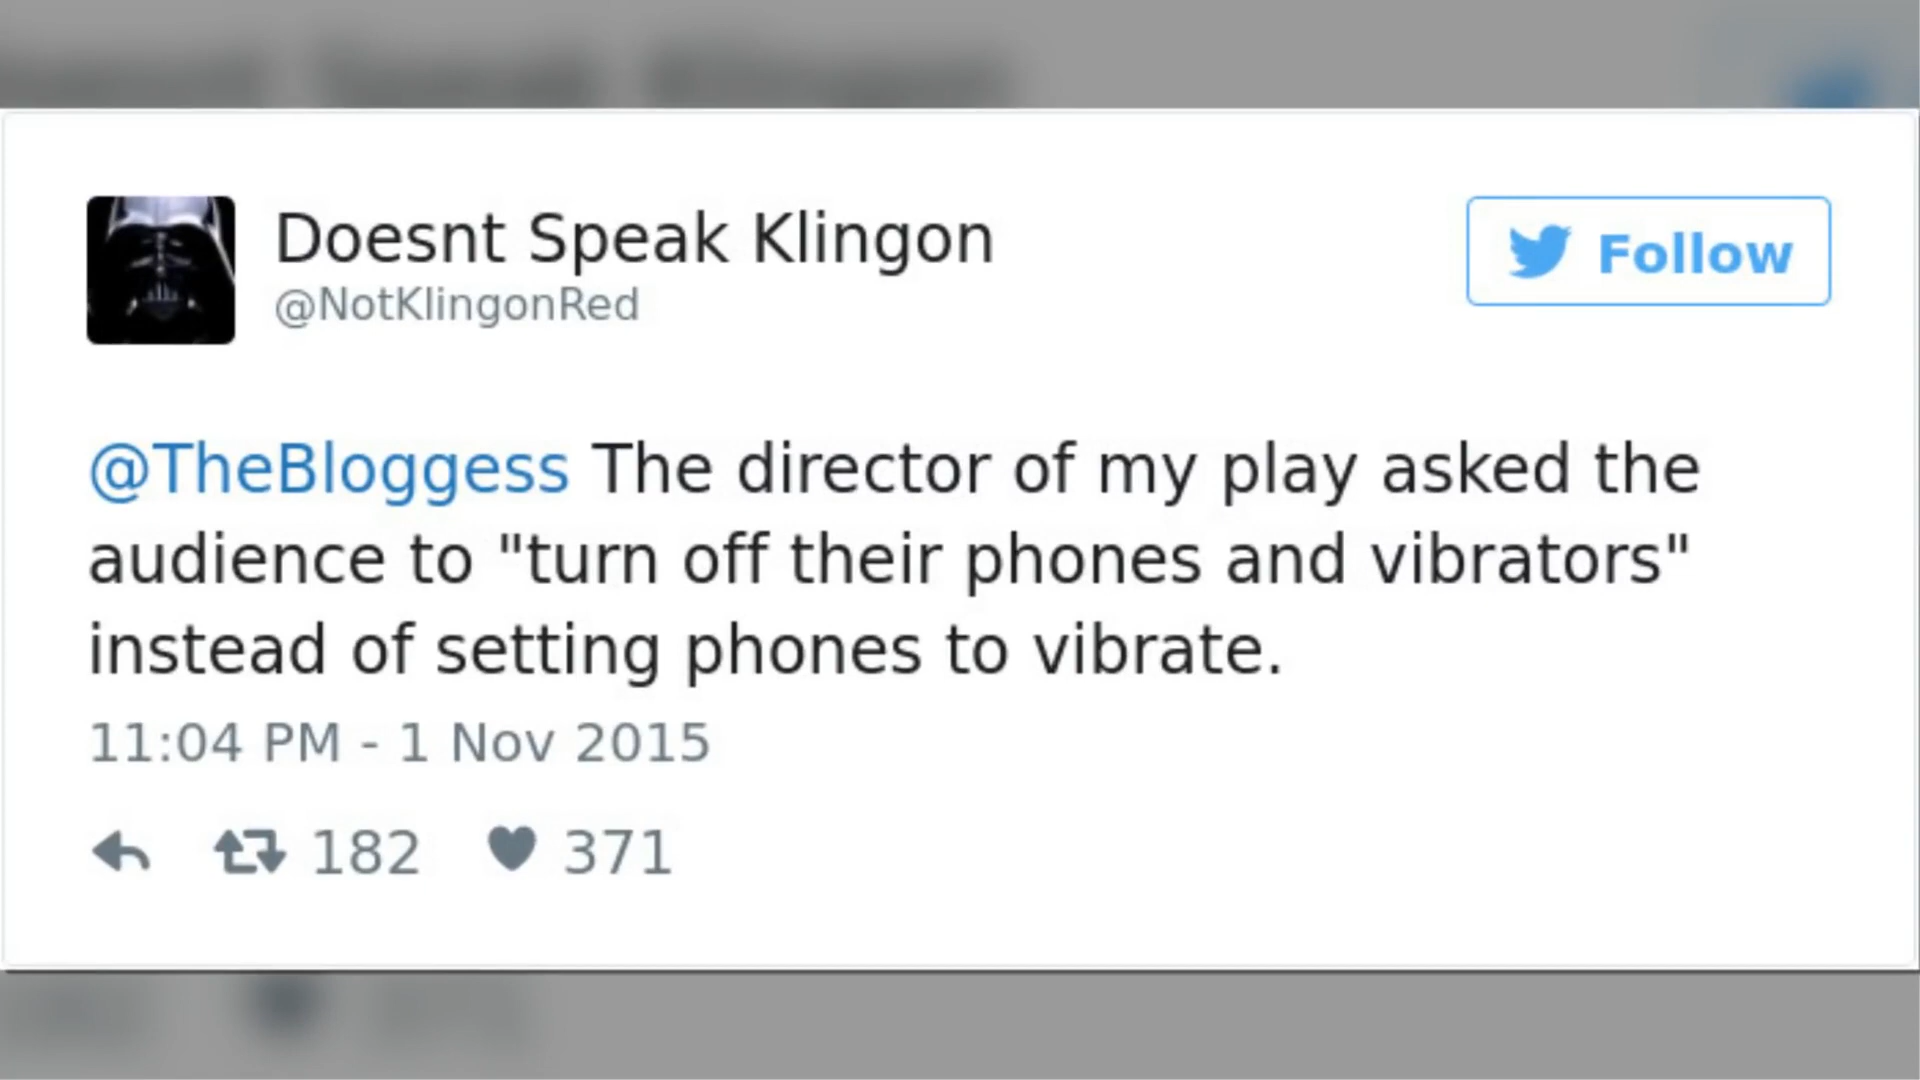 Doesnt Speak Klingon
@NotKlingonRed
Follow
@TheBloggess The director of my play asked the
audience to "turn off their phones and vibrators"
instead of setting phones to vibrate.
11:04 PM - 1 Nov 2015
182 371